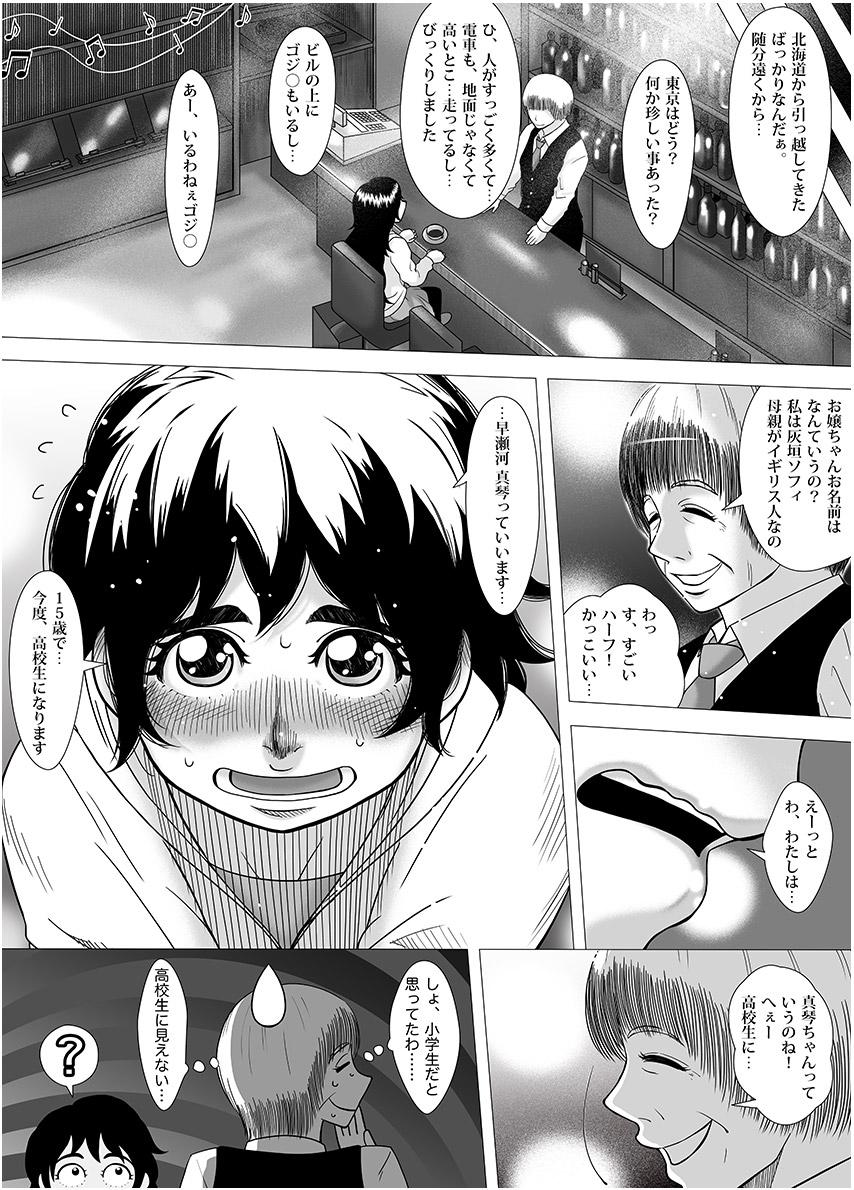 北海道から引っ越してきた
ばっかりなんだぁ。
随分遠くから…
東京はどう?
何か珍しい事あった?
ひ、人がすっごく多くて…
電車も、地面じゃなくて
高いとこ…走ってるし…
びっくりしました
ビルの上に
ゴジ〇もいるし…
あー、いるわねぇゴジ〇
お嬢ちゃんお名前は
なんていうの?
私は灰垣ソフィ
母親がイギリス人なの
わっ
す、すごい
ハーフ!
かっこいい…
えーっと
わ、わたしは…
…早瀬河 真琴っていいます…
15歳で…
今度、高校生になります
真琴ちゃんって
いうのね!
へぇー
高校生に…
しょ、小学生だと
思ってたわ……
高校生に見えない…
?